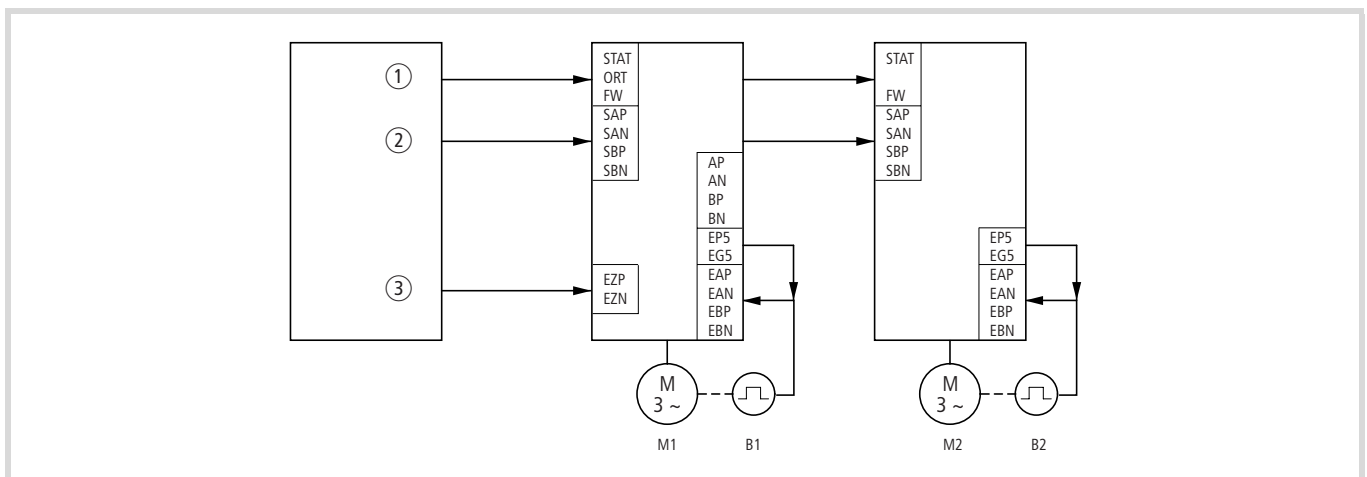 ①
②
③
STAT
ORT
FW
SAP
SAN
SBP
SBN
AP
AN
BP
BN
EP5
EG5
EAP
EAN
EBP
EBN
EZP
EZN
M
3 ~
M1
B1
STAT
FW
SAP
SAN
SBP
SBN
EP5
EG5
EAP
EAN
EBP
EBN
M
3 ~
M2
B2